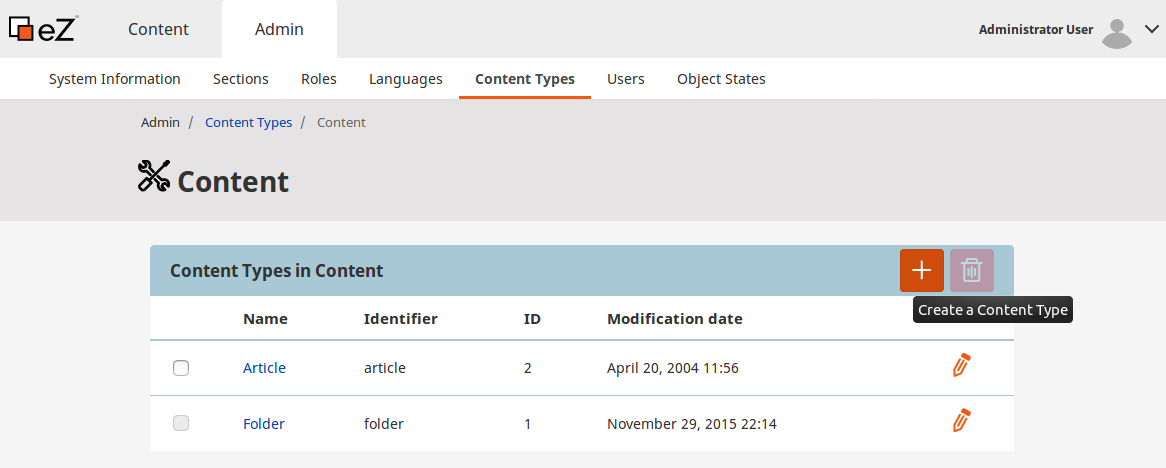 eZ Content Admin Administrator User
System Information Sections Roles Languages Content Types Users Object States
Admin / Content Types / Content
Content
Content Types in Content
Create a Content Type
Name Identifier ID Modification date
Article article 2 April 20, 2004 11:56
Folder folder 1 November 29, 2015 22:14